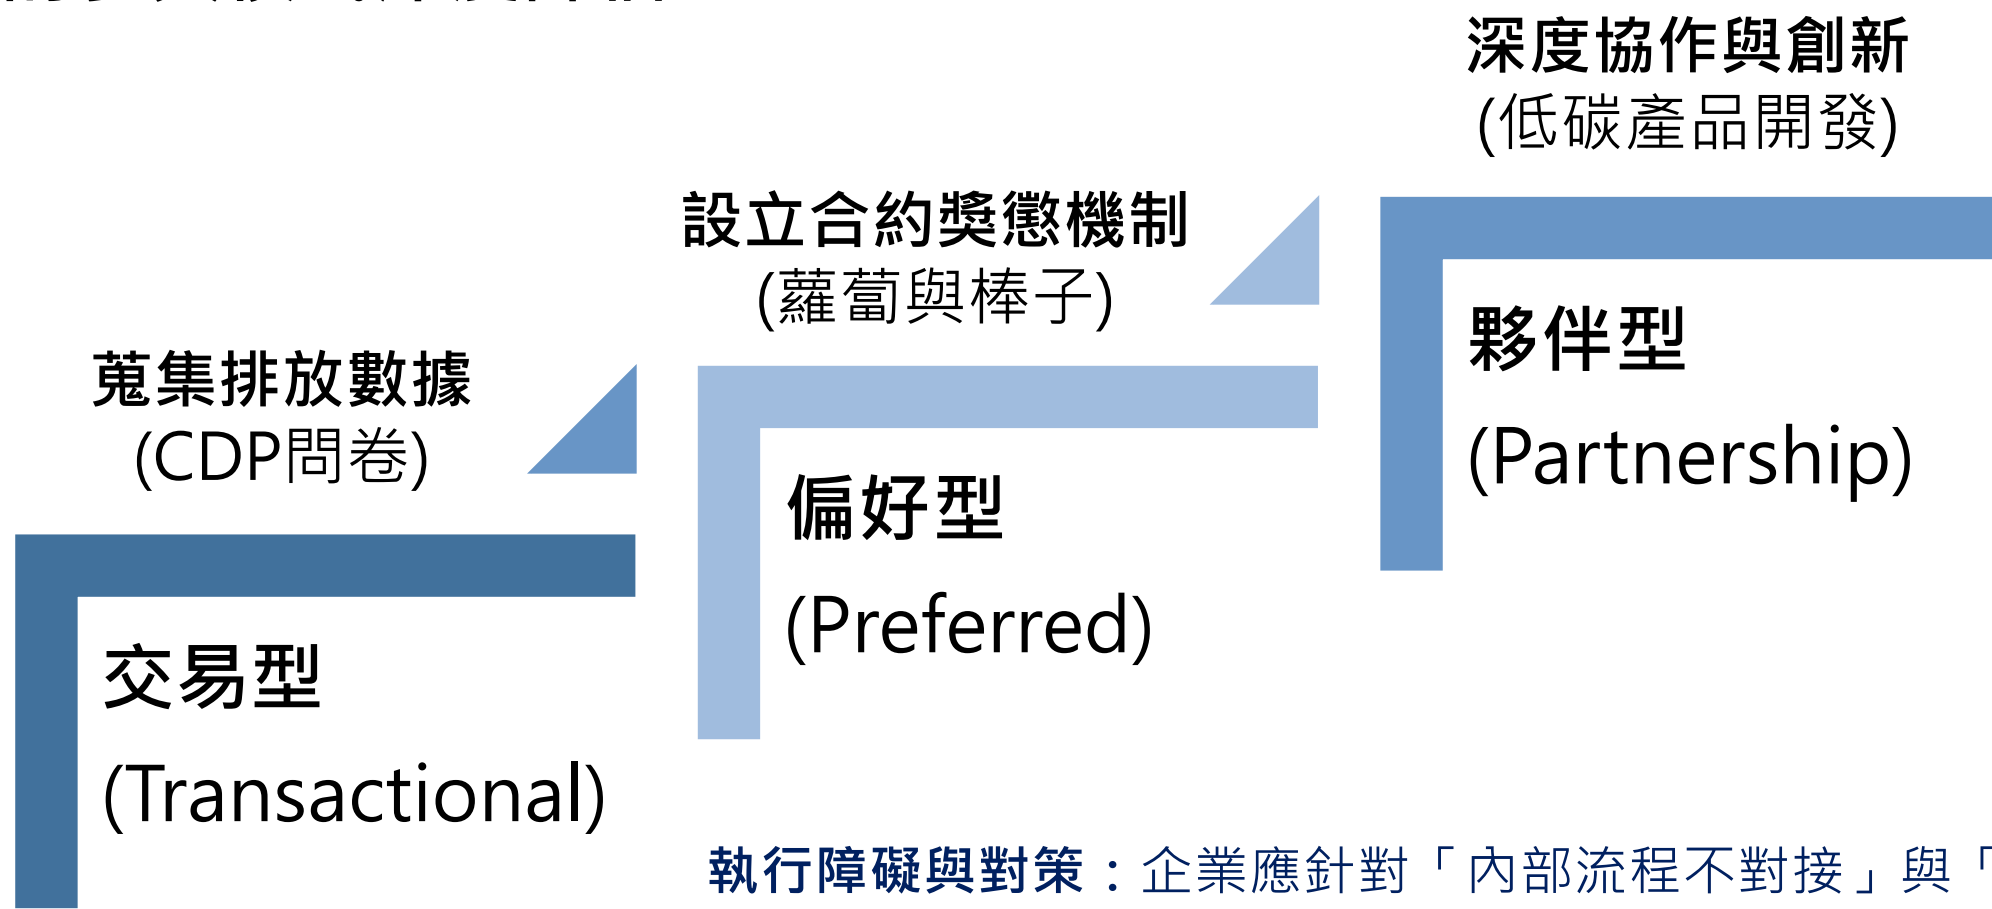 深度協作與創新
(低碳產品開發)
設立合約獎懲機制
(蘿蔔與棒子)
蒐集排放數據
(CDP問卷)
夥伴型
(Partnership)
偏好型
(Preferred)
交易型
(Transactional)
執行障礙與對策：企業應針對「內部流程不對接」與「